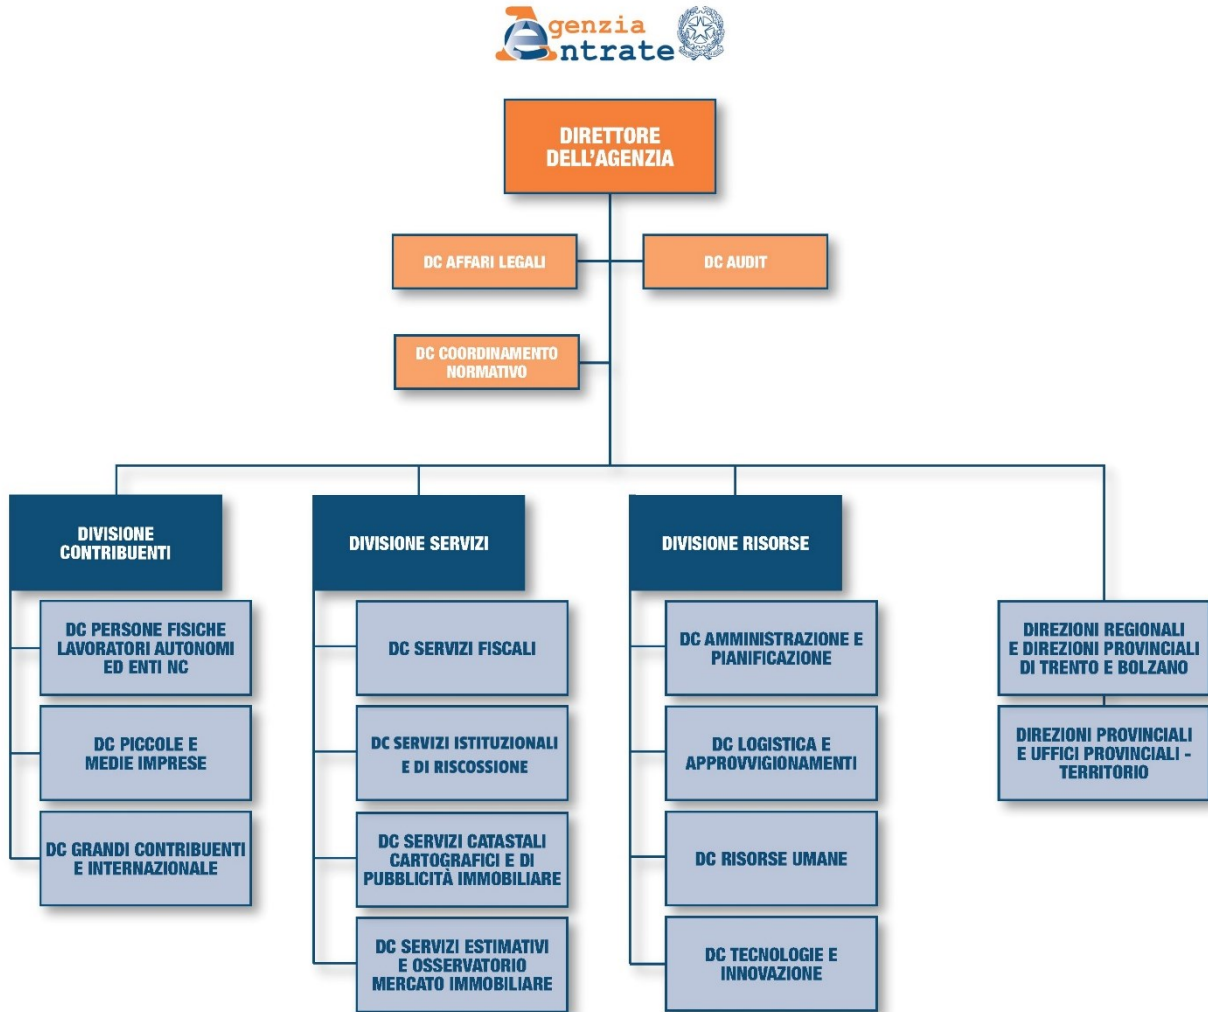 Agenzia
Entrate
DIRETTORE
DELL'AGENZIA
DC AFFARI LEGALI
DC AUDIT
DC COORDINAMENTO
NORMATIVO
DIVISIONE
CONTRIBUENTI
DC PERSONE FISICHE
LAVORATORI AUTONOMI
ED ENTI NC
DC PICCOLE E
MEDIE IMPRESE
DC GRANDI CONTRIBUENTI
E INTERNAZIONALE
DIVISIONE SERVIZI
DC SERVIZI FISCALI
DC SERVIZI ISTITUZIONALI
E DI RISCOSSIONE
DC SERVIZI CATASTALI
CARTOGRAFICI E DI
PUBBLICITÀ IMMOBILIARE
DC SERVIZI ESTIMATIVI
E OSSERVATORIO
MERCATO IMMOBILIARE
DIVISIONE RISORSE
DC AMMINISTRAZIONE E
PIANIFICAZIONE
DC LOGISTICA E
APPROVVIGIONAMENTI
DC RISORSE UMANE
DC TECNOLOGIE E
INNOVAZIONE
DIREZIONI REGIONALI
E DIREZIONI PROVINCIALI
DI TRENTO E BOLZANO
DIREZIONI PROVINCIALI
E UFFICI PROVINCIALI -
TERRITORIO